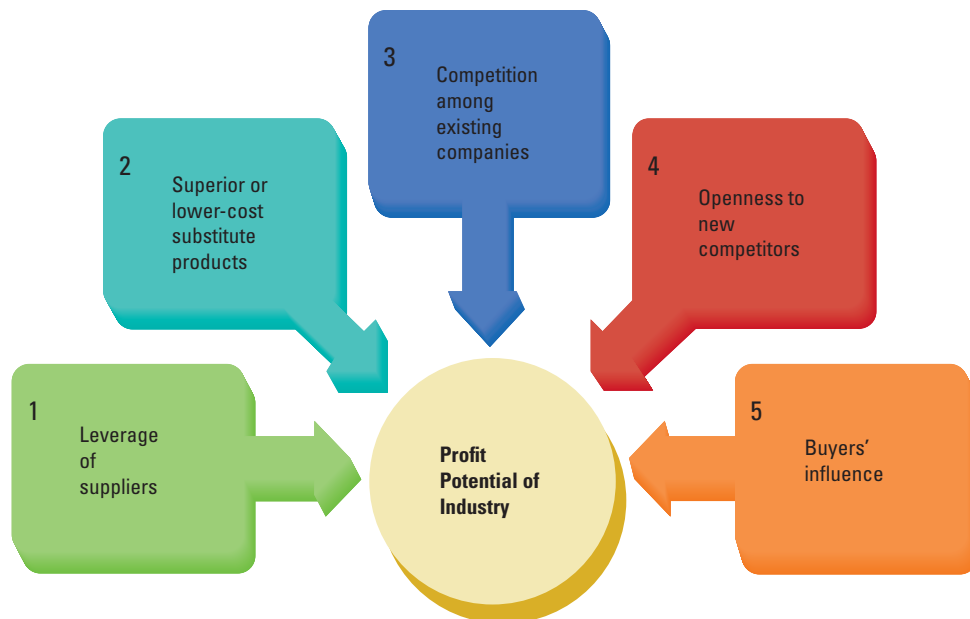 1
Leverage
of
suppliers
2
Superior or
lower-cost
substitute
products
3
Competition
among
existing
companies
4
Openness to
new
competitors
5
Buyers’
influence
Profit
Potential of
Industry